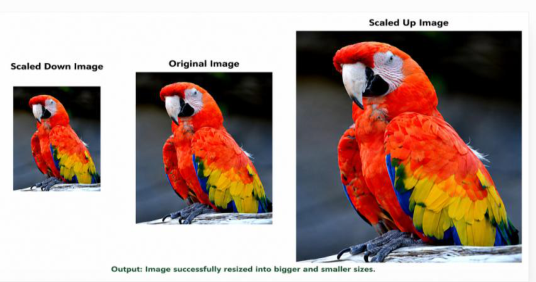 Scaled Down Image
Original Image
Scaled Up Image
Output: Image successfully resized into bigger and smaller sizes.